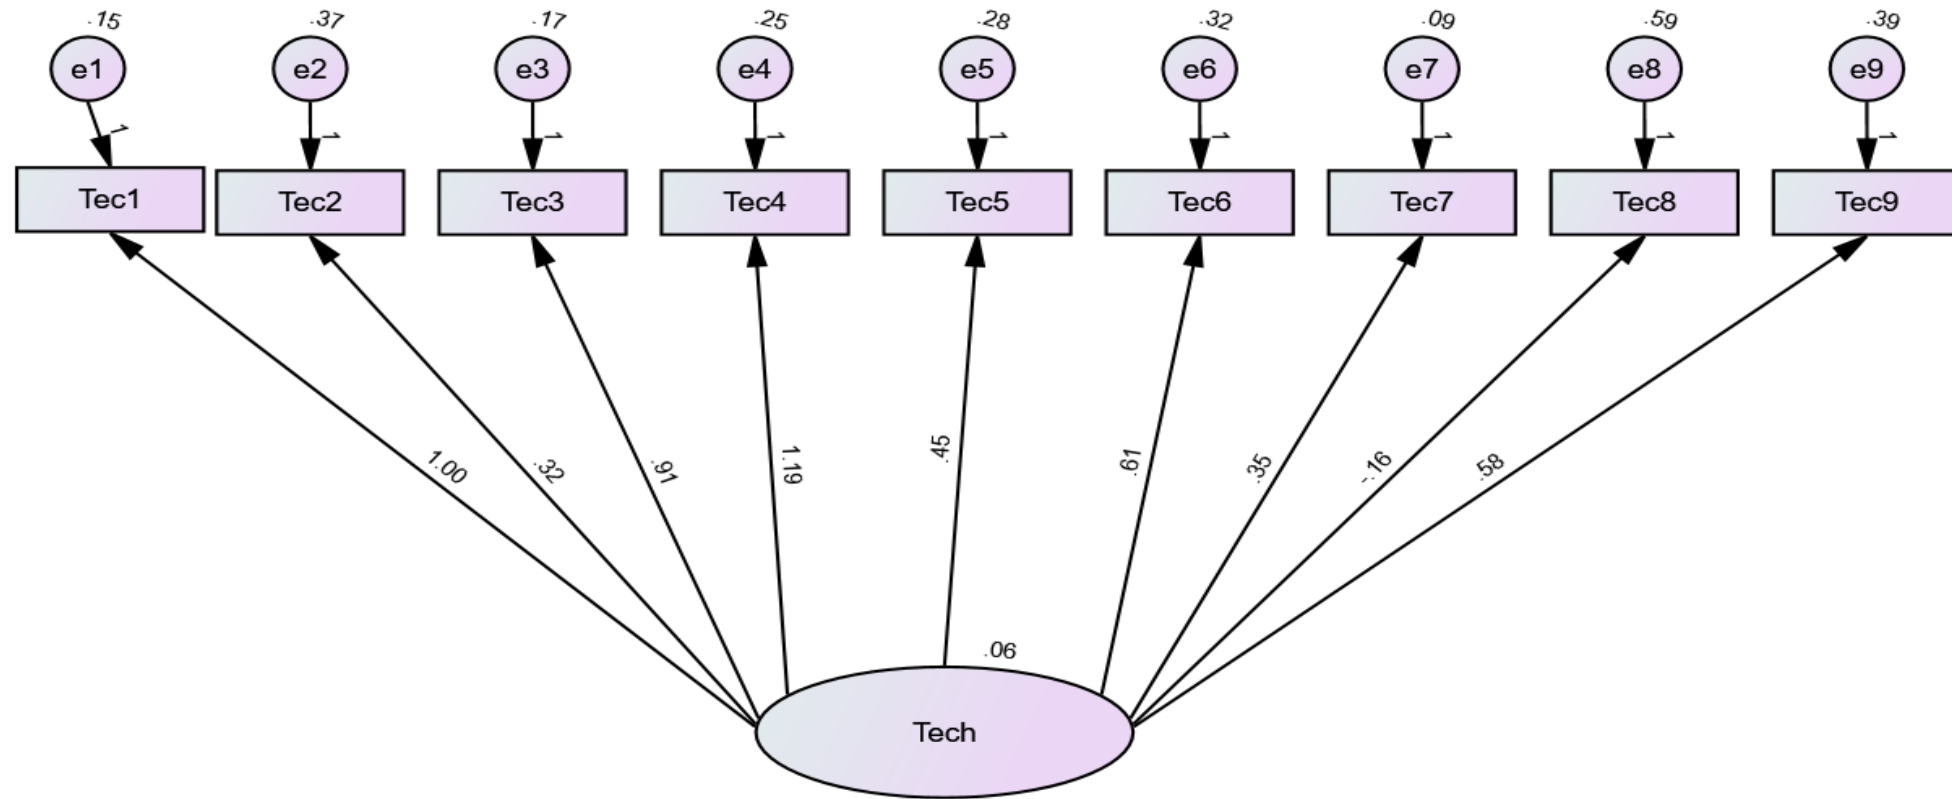 .15 .37 .17 .25 .28 .32 .09 .59 .39
e1 e2 e3 e4 e5 e6 e7 e8 e9
1 1 1 1 1 1 1 1 1
Tec1 Tec2 Tec3 Tec4 Tec5 Tec6 Tec7 Tec8 Tec9
1.00 .32 .91 1.19 .45 .61 .35 -.16 .58
.06
Tech